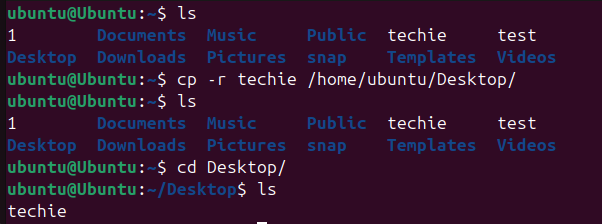 ubuntu@Ubuntu:~$ ls
1        Documents  Music     Public  techie     test
Desktop  Downloads  Pictures  snap    Templates  Videos
ubuntu@Ubuntu:~$ cp -r techie /home/ubuntu/Desktop/
ubuntu@Ubuntu:~$ ls
1        Documents  Music     Public  techie     test
Desktop  Downloads  Pictures  snap    Templates  Videos
ubuntu@Ubuntu:~$ cd Desktop/
ubuntu@Ubuntu:~/Desktop$ ls
techie